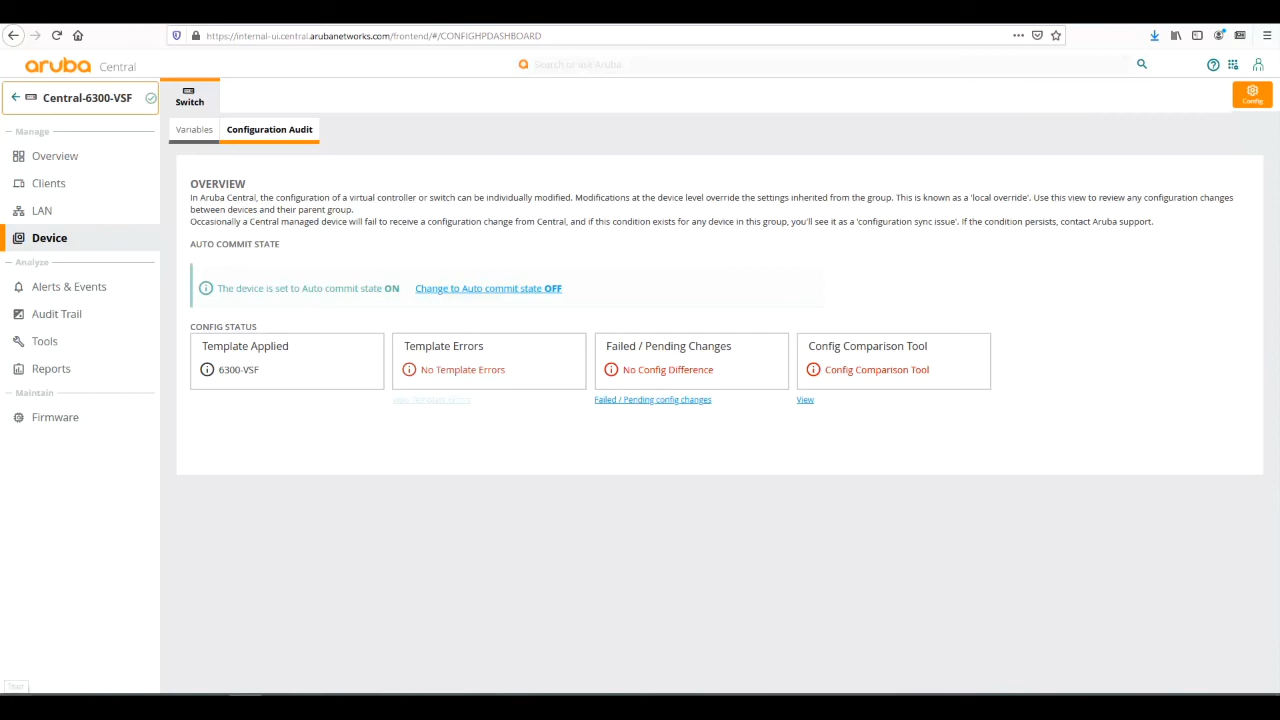 https://internal-ui.central.arubanetworks.com/frontend/#/CONFIGHPDASHBOARD
aruba Central
Search or ask Aruba
Central-6300-VSF
Switch
Config
Variables
Configuration Audit
Manage
Overview
Clients
LAN
Device
Analyze
Alerts & Events
Audit Trail
Tools
Reports
Maintain
Firmware
OVERVIEW
In Aruba Central, the configuration of a virtual controller or switch can be individually modified. Modifications at the device level override the settings inherited from the group. This is known as a 'local override'. Use this view to review any configuration changes
between devices and their parent group.
Occasionally a Central managed device will fail to receive a configuration change from Central, and if this condition exists for any device in this group, you'll see it as a 'configuration sync issue'. If the condition persists, contact Aruba support.
AUTO COMMIT STATE
The device is set to Auto commit state ON Change to Auto commit state OFF
CONFIG STATUS
Template Applied
6300-VSF
Template Errors
No Template Errors
View Template Errors
Failed / Pending Changes
No Config Difference
Failed / Pending config changes
Config Comparison Tool
Config Comparison Tool
View
Start